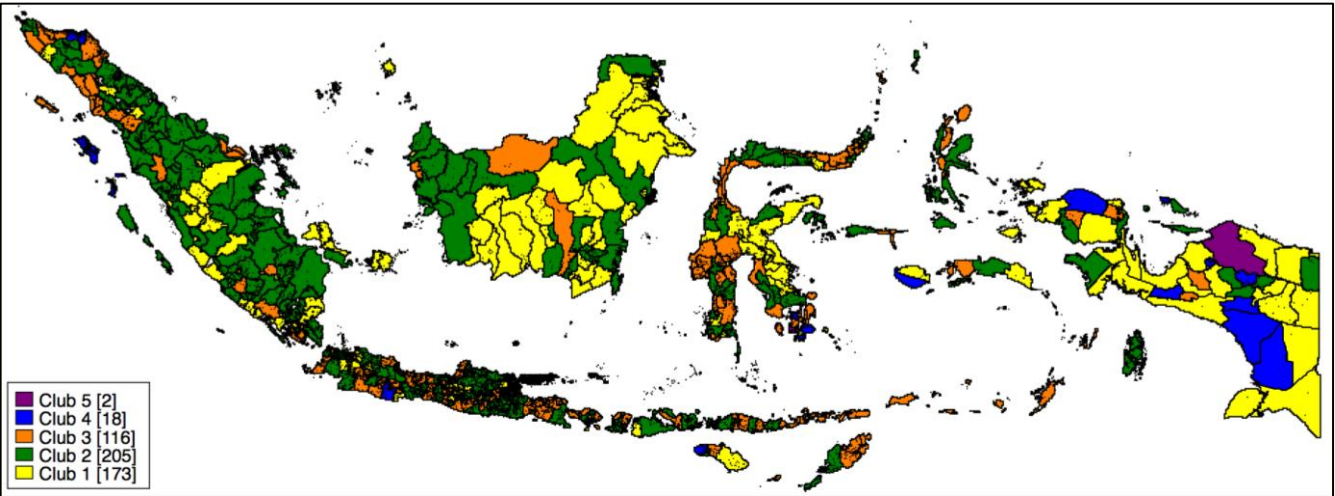 Club 5 [2]
Club 4 [18]
Club 3 [116]
Club 2 [205]
Club 1 [173]